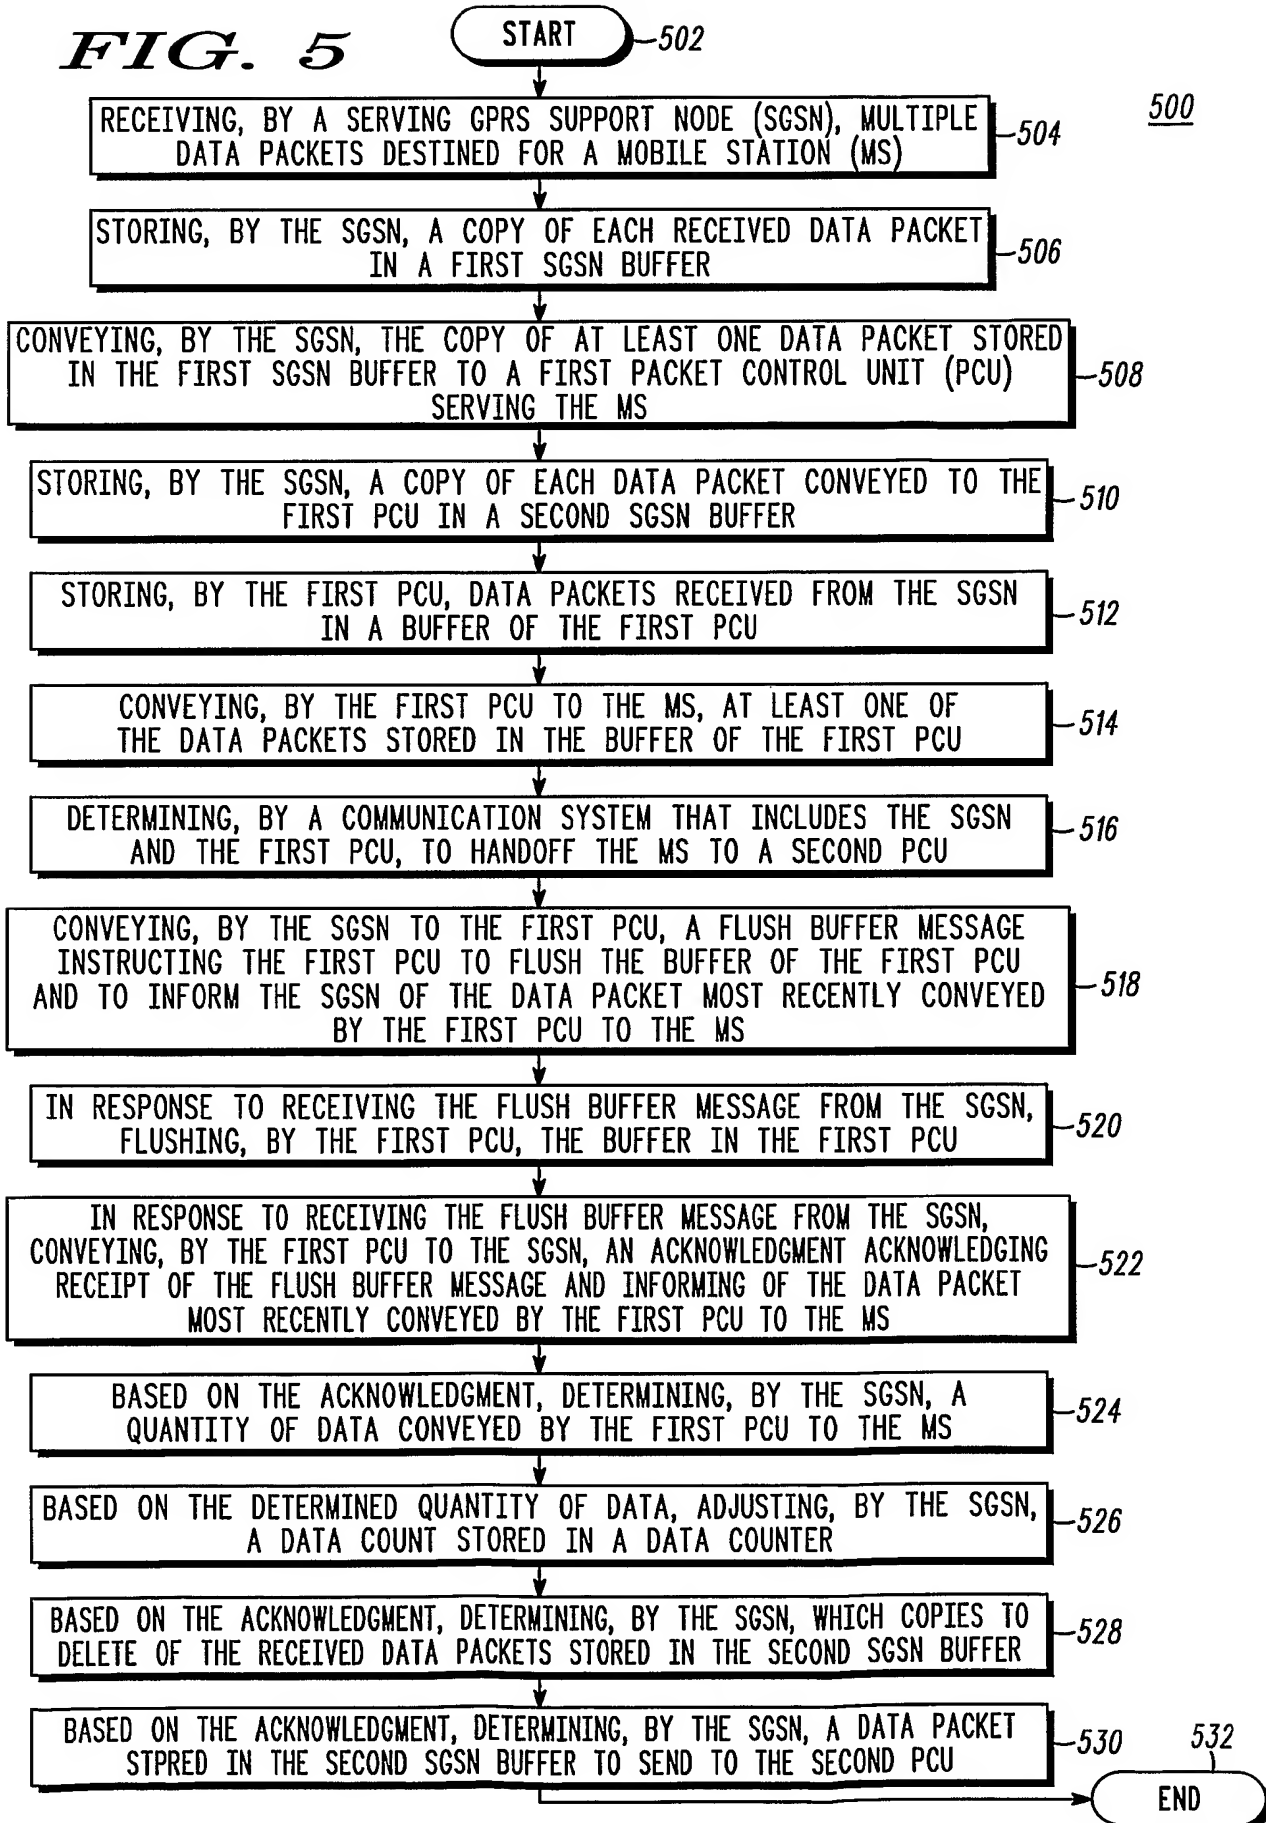 FIG. 5
START
502
500
RECEIVING, BY A SERVING GPRS SUPPORT NODE (SGSN), MULTIPLE
DATA PACKETS DESTINED FOR A MOBILE STATION (MS)
504
STORING, BY THE SGSN, A COPY OF EACH RECEIVED DATA PACKET
IN A FIRST SGSN BUFFER
506
CONVEYING, BY THE SGSN, THE COPY OF AT LEAST ONE DATA PACKET STORED
IN THE FIRST SGSN BUFFER TO A FIRST PACKET CONTROL UNIT (PCU)
SERVING THE MS
508
STORING, BY THE SGSN, A COPY OF EACH DATA PACKET CONVEYED TO THE
FIRST PCU IN A SECOND SGSN BUFFER
510
STORING, BY THE FIRST PCU, DATA PACKETS RECEIVED FROM THE SGSN
IN A BUFFER OF THE FIRST PCU
512
CONVEYING, BY THE FIRST PCU TO THE MS, AT LEAST ONE OF
THE DATA PACKETS STORED IN THE BUFFER OF THE FIRST PCU
514
DETERMINING, BY A COMMUNICATION SYSTEM THAT INCLUDES THE SGSN
AND THE FIRST PCU, TO HANDOFF THE MS TO A SECOND PCU
516
CONVEYING, BY THE SGSN TO THE FIRST PCU, A FLUSH BUFFER MESSAGE
INSTRUCTING THE FIRST PCU TO FLUSH THE BUFFER OF THE FIRST PCU
AND TO INFORM THE SGSN OF THE DATA PACKET MOST RECENTLY CONVEYED
BY THE FIRST PCU TO THE MS
518
IN RESPONSE TO RECEIVING THE FLUSH BUFFER MESSAGE FROM THE SGSN,
FLUSHING, BY THE FIRST PCU, THE BUFFER IN THE FIRST PCU
520
IN RESPONSE TO RECEIVING THE FLUSH BUFFER MESSAGE FROM THE SGSN,
CONVEYING, BY THE FIRST PCU TO THE SGSN, AN ACKNOWLEDGMENT ACKNOWLEDGING
RECEIPT OF THE FLUSH BUFFER MESSAGE AND INFORMING OF THE DATA PACKET
MOST RECENTLY CONVEYED BY THE FIRST PCU TO THE MS
522
BASED ON THE ACKNOWLEDGMENT, DETERMINING, BY THE SGSN, A
QUANTITY OF DATA CONVEYED BY THE FIRST PCU TO THE MS
524
BASED ON THE DETERMINED QUANTITY OF DATA, ADJUSTING, BY THE SGSN,
A DATA COUNT STORED IN A DATA COUNTER
526
BASED ON THE ACKNOWLEDGMENT, DETERMINING, BY THE SGSN, WHICH COPIES TO
DELETE OF THE RECEIVED DATA PACKETS STORED IN THE SECOND SGSN BUFFER
528
BASED ON THE ACKNOWLEDGMENT, DETERMINING, BY THE SGSN, A DATA PACKET
STPRED IN THE SECOND SGSN BUFFER TO SEND TO THE SECOND PCU
530
532
END